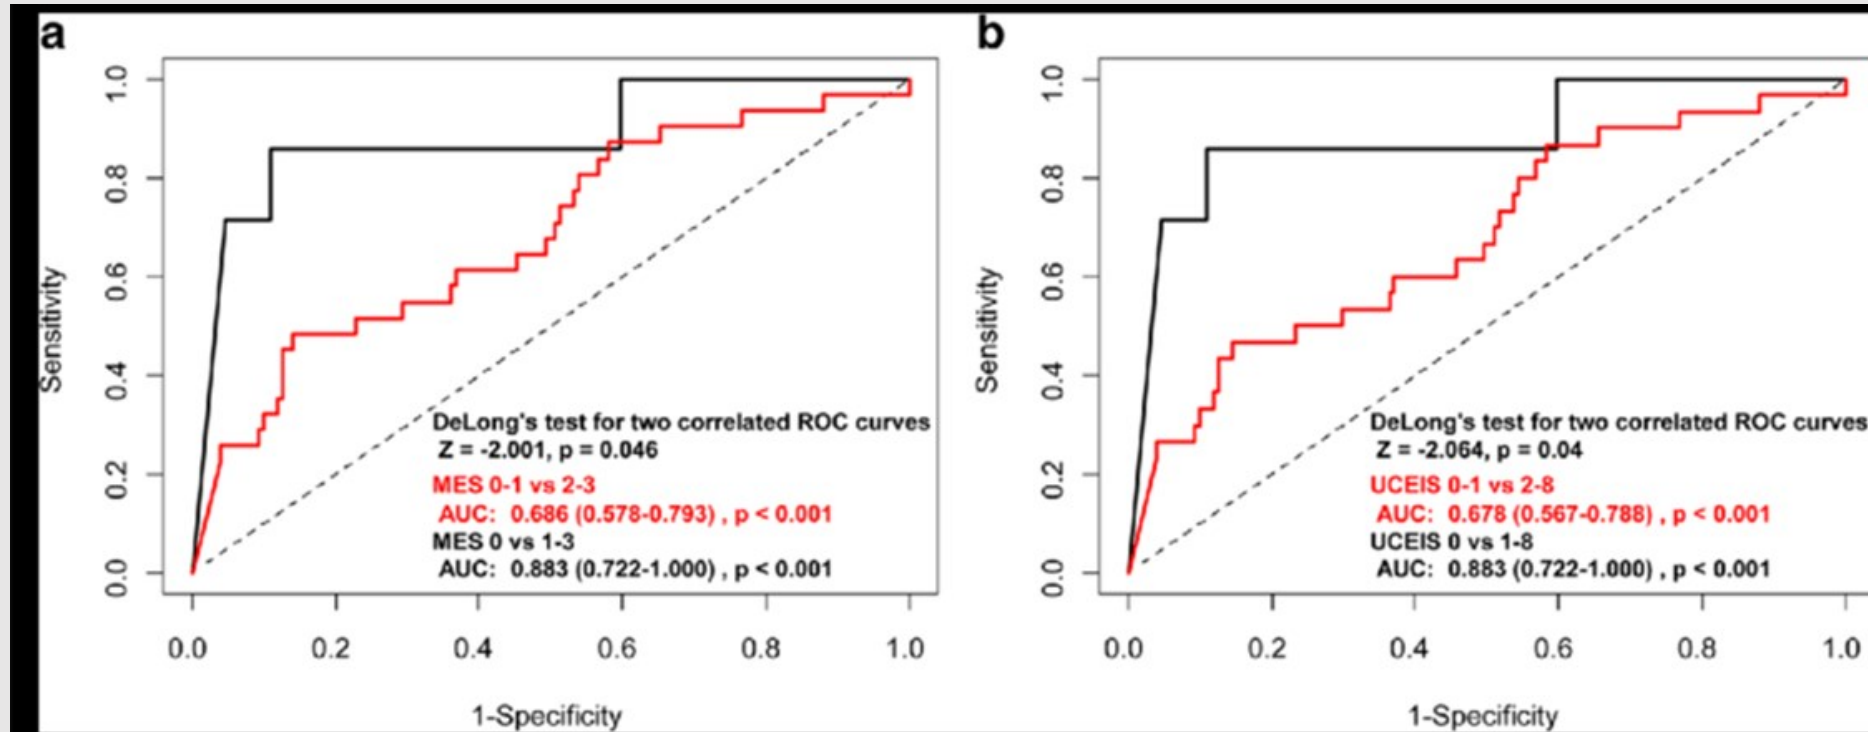 a
1.0
0.8
0.6
0.4
0.2
0.0
Sensitivity
DeLong's test for two correlated ROC curves
Z = -2.001, p = 0.046
MES 0-1 vs 2-3
AUC: 0.686 (0.578-0.793) , p < 0.001
MES 0 vs 1-3
AUC: 0.883 (0.722-1.000) , p < 0.001
0.0 0.2 0.4 0.6 0.8 1.0
1-Specificity
b
1.0
0.8
0.6
0.4
0.2
0.0
Sensitivity
DeLong's test for two correlated ROC curves
Z = -2.064, p = 0.04
UCEIS 0-1 vs 2-8
AUC: 0.678 (0.567-0.788) , p < 0.001
UCEIS 0 vs 1-8
AUC: 0.883 (0.722-1.000) , p < 0.001
0.0 0.2 0.4 0.6 0.8 1.0
1-Specificity